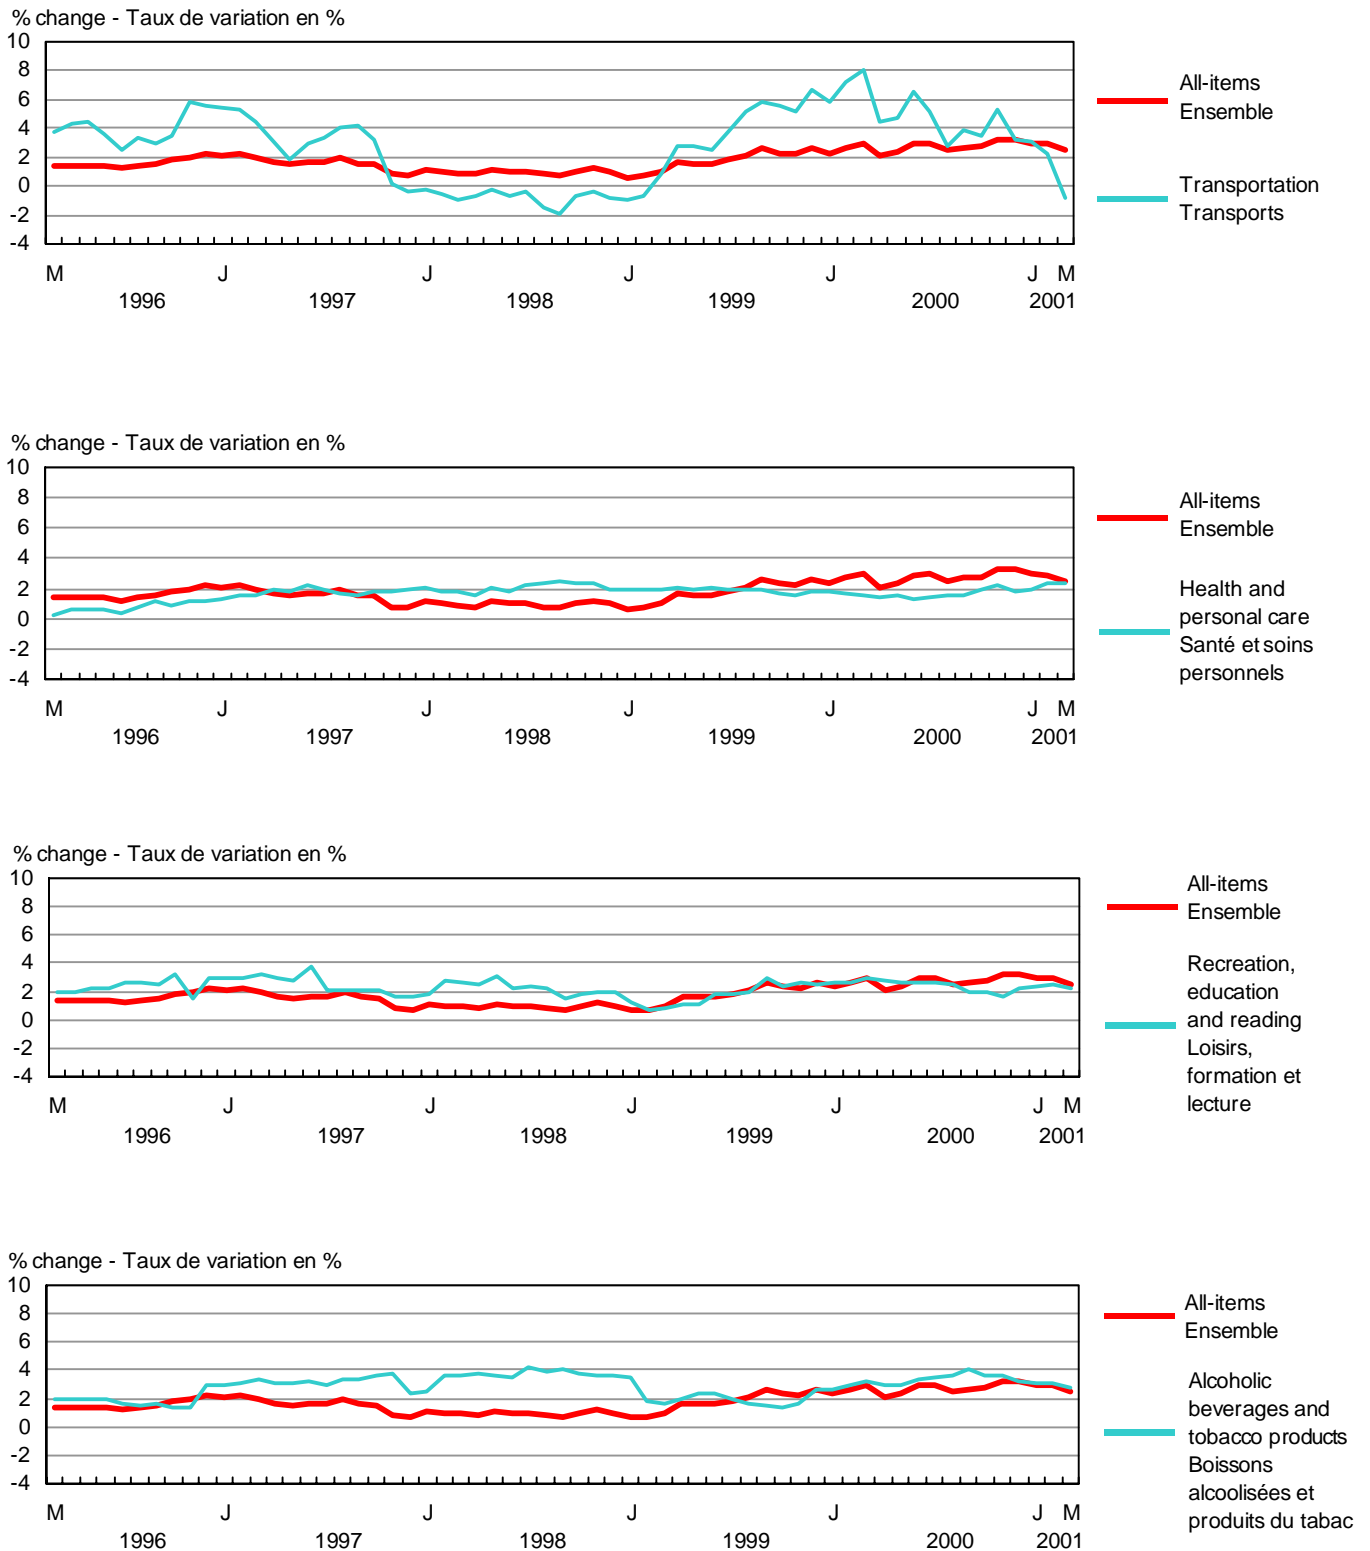 % change - Taux de variation en %
10
8
6
4
2
0
-2
-4
M J J J J J M
1996 1997 1998 1999 2000 2001
All-items
Ensemble
Transportation
Transports
% change - Taux de variation en %
10
8
6
4
2
0
-2
-4
M J J J J J M
1996 1997 1998 1999 2000 2001
All-items
Ensemble
Health and
personal care
Santé et soins
personnels
% change - Taux de variation en %
10
8
6
4
2
0
-2
-4
M J J J J J M
1996 1997 1998 1999 2000 2001
All-items
Ensemble
Recreation,
education
and reading
Loisirs,
formation et
lecture
% change - Taux de variation en %
10
8
6
4
2
0
-2
-4
M J J J J J M
1996 1997 1998 1999 2000 2001
All-items
Ensemble
Alcoholic
beverages and
tobacco products
Boissons
alcoolisées et
produits du tabac